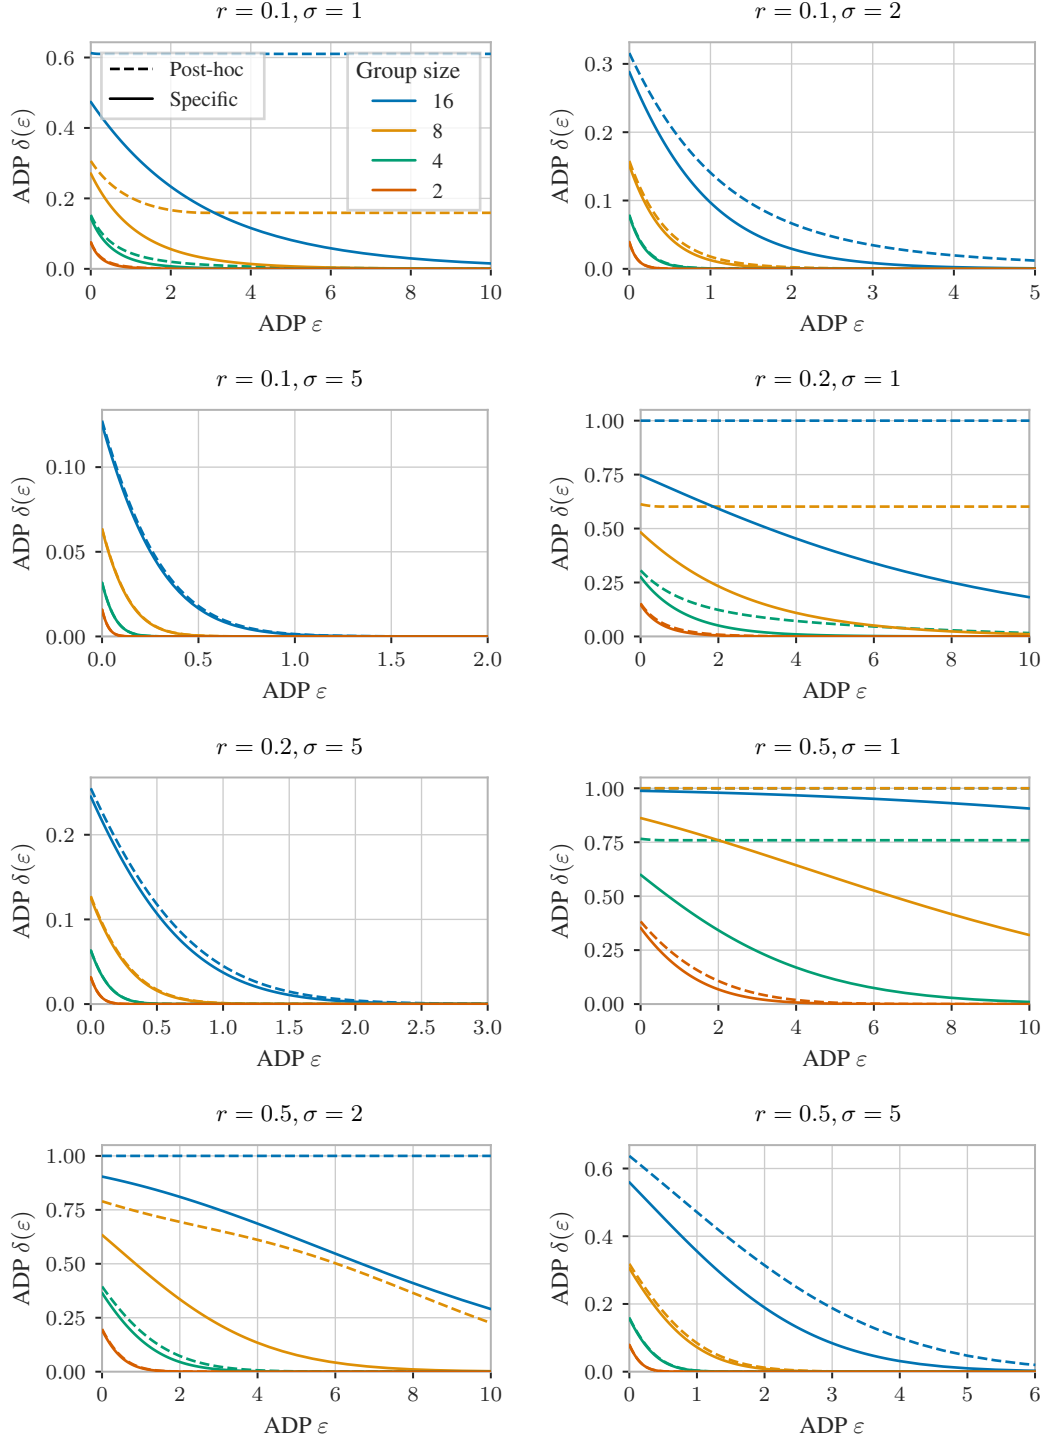 r = 0.1, σ = 1
ADP δ(ε)
0.6
0.4
0.2
0.0
Post-hoc
Specific
Group size
16
8
4
2
0 2 4 6 8 10
ADP ε
r = 0.1, σ = 2
ADP δ(ε)
0.3
0.2
0.1
0.0
0 1 2 3 4 5
ADP ε
r = 0.1, σ = 5
ADP δ(ε)
0.10
0.05
0.00
0.0 0.5 1.0 1.5 2.0
ADP ε
r = 0.2, σ = 1
ADP δ(ε)
1.00
0.75
0.50
0.25
0.00
0 2 4 6 8 10
ADP ε
r = 0.2, σ = 5
ADP δ(ε)
0.2
0.1
0.0
0.0 0.5 1.0 1.5 2.0 2.5 3.0
ADP ε
r = 0.5, σ = 1
ADP δ(ε)
1.00
0.75
0.50
0.25
0.00
0 2 4 6 8 10
ADP ε
r = 0.5, σ = 2
ADP δ(ε)
1.00
0.75
0.50
0.25
0.00
0 2 4 6 8 10
ADP ε
r = 0.5, σ = 5
ADP δ(ε)
0.6
0.4
0.2
0.0
0 1 2 3 4 5 6
ADP ε